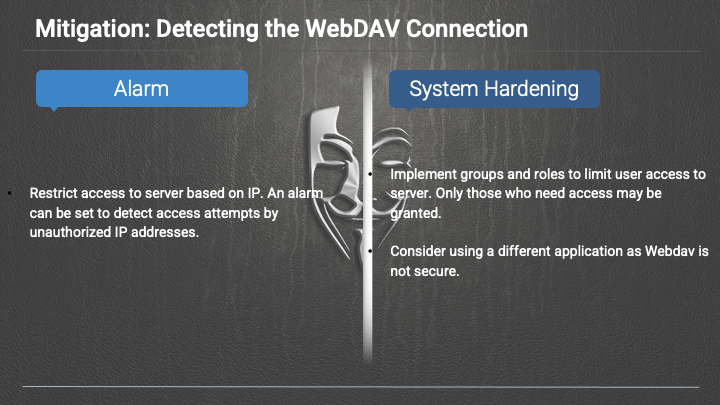 Mitigation: Detecting the WebDAV Connection
Alarm
• Restrict access to server based on IP. An alarm
can be set to detect access attempts by
unauthorized IP addresses.
System Hardening
• Implement groups and roles to limit user access to
server. Only those who need access may be
granted.
• Consider using a different application as Webdav is
not secure.